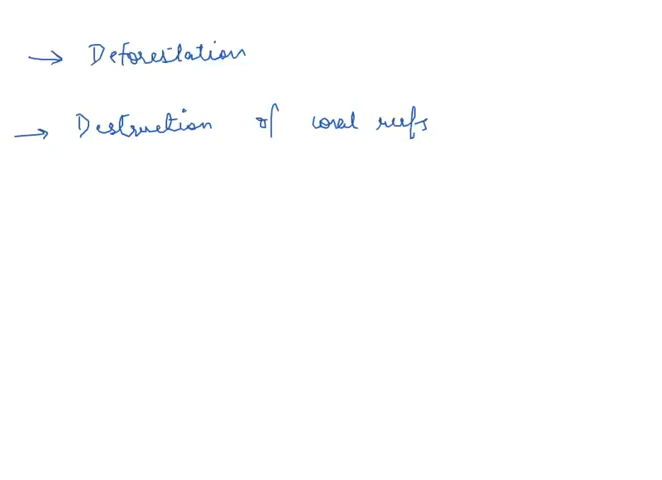 → Deforestation
→ Destruction of coral reefs